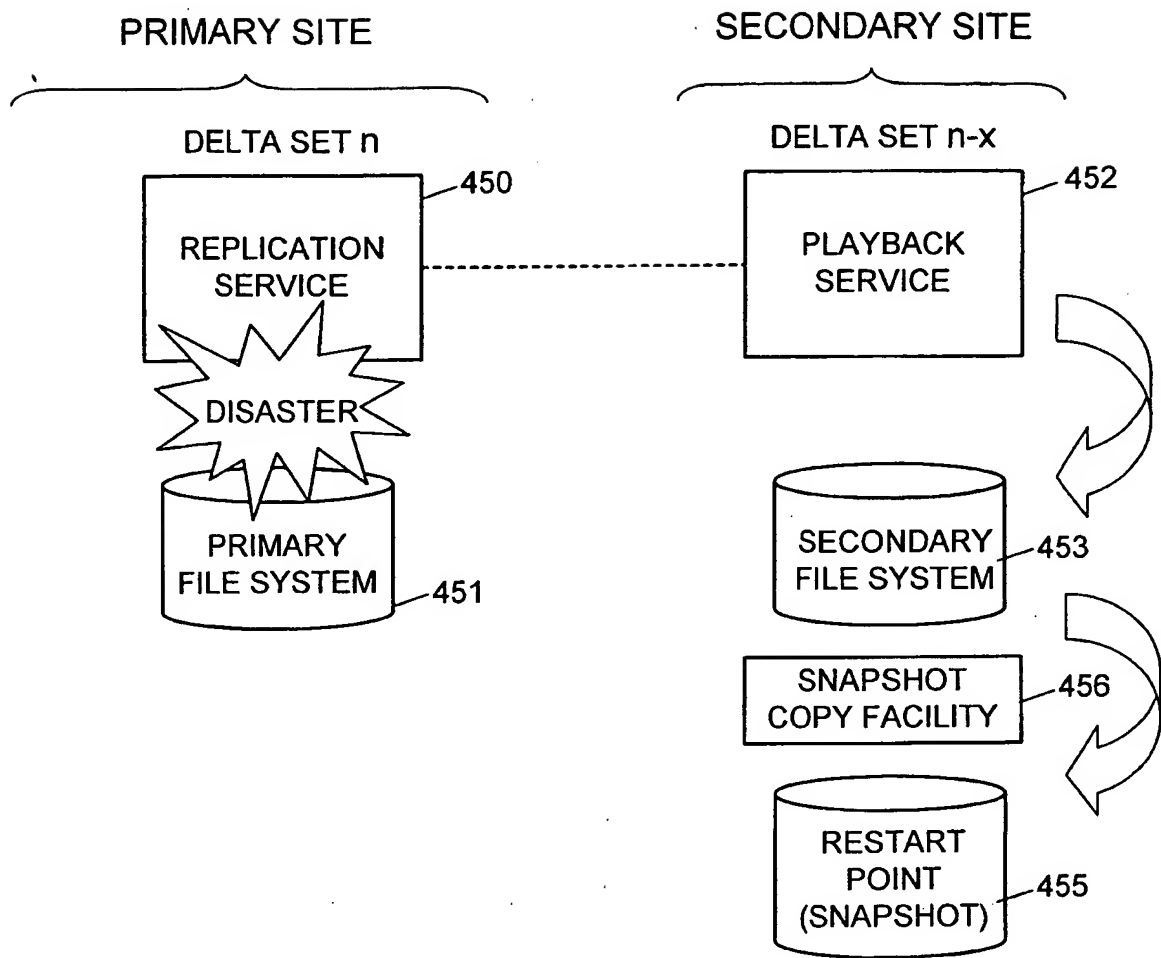 PRIMARY SITE
SECONDARY SITE
DELTA SET n
DELTA SET n-x
450
452
REPLICATION
SERVICE
PLAYBACK
SERVICE
DISASTER
PRIMARY
FILE SYSTEM
451
SECONDARY
FILE SYSTEM
453
SNAPSHOT
COPY FACILITY
456
RESTART
POINT
(SNAPSHOT)
455